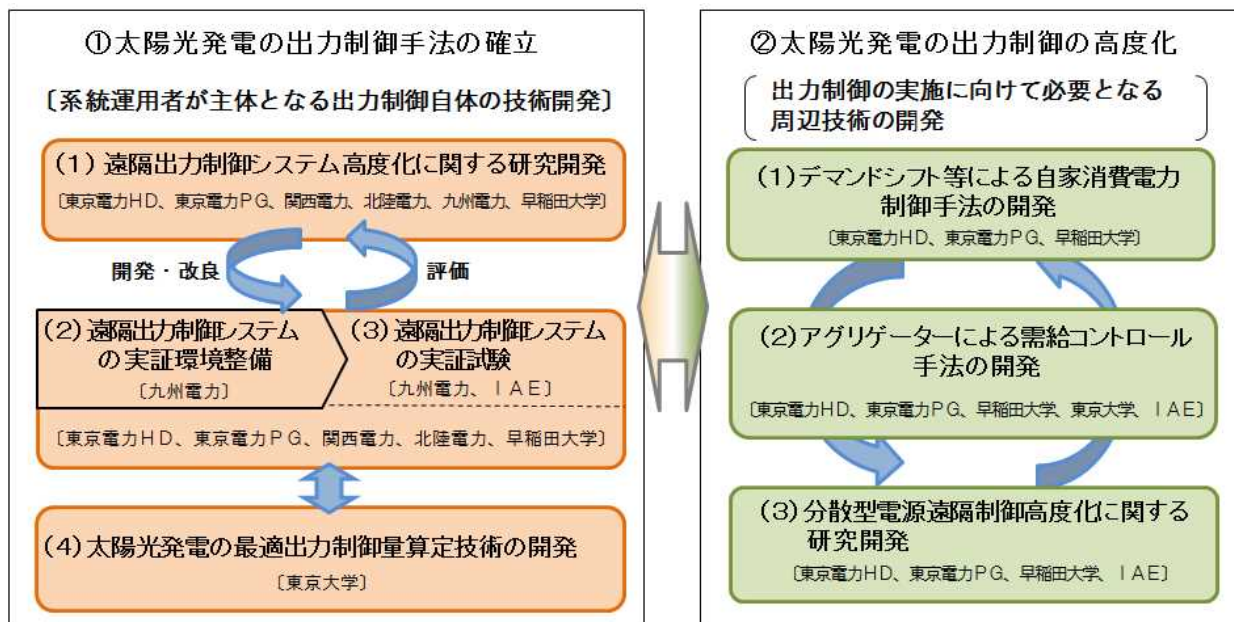 ①太陽光発電の出力制御手法の確立
〔系統運用者が主体となる出力制御自体の技術開発〕
(1) 遠隔出力制御システム高度化に関する研究開発
〔東京電力HD、東京電力PG、関西電力、北陸電力、九州電力、早稲田大学〕
開発・改良
評価
(2) 遠隔出力制御システム
の実証環境整備
〔九州電力〕
(3) 遠隔出力制御システム
の実証試験
〔九州電力、IAE〕
〔東京電力HD、東京電力PG、関西電力、北陸電力、早稲田大学〕
(4) 太陽光発電の最適出力制御量算定技術の開発
〔東京大学〕
②太陽光発電の出力制御の高度化
出力制御の実施に向けて必要となる
周辺技術の開発
(1)デマンドシフト等による自家消費電力
制御手法の開発
〔東京電力HD、東京電力PG、早稲田大学〕
(2)アグリゲーターによる需給コントロール
手法の開発
〔東京電力HD、東京電力PG、早稲田大学、東京大学、IAE〕
(3)分散型電源遠隔制御高度化に関する
研究開発
〔東京電力HD、東京電力PG、早稲田大学、IAE〕